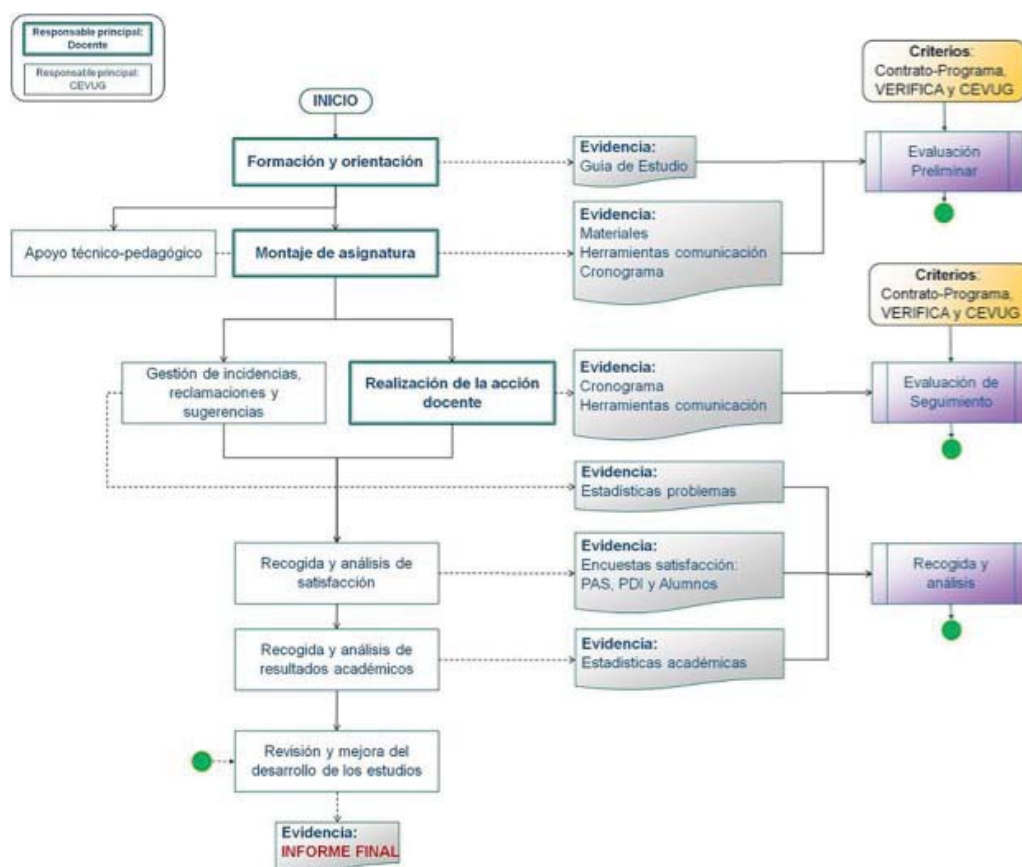 Responsable principal:
Docente
Responsable principal:
CEVUG
INICIO
Criterios:
Contrato-Programa,
VERIFICA y CEVUG
Formación y orientación
Evidencia:
Guia de Estudio
Evaluación
Preliminar
Apoyo técnico-pedagógico
Montaje de asignatura
Evidencia:
Materiales
Herramientas comunicación
Cronograma
Criterios:
Contrato-Programa,
VERIFICA y CEVUG
Gestión de incidencias,
reclamaciones y
sugerencias
Realización de la acción
docente
Evidencia:
Cronograma
Herramientas comunicación
Evaluación de
Seguimiento
Evidencia:
Estadísticas problemas
Recogida y análisis de
satisfacción
Evidencia:
Encuestas satisfacción:
PAS, PDI y Alumnos
Recogida y
análisis
Recogida y análisis de
resultados académicos
Evidencia:
Estadísticas académicas
Revisión y mejora del
desarrollo de los estudios
Evidencia:
INFORME FINAL